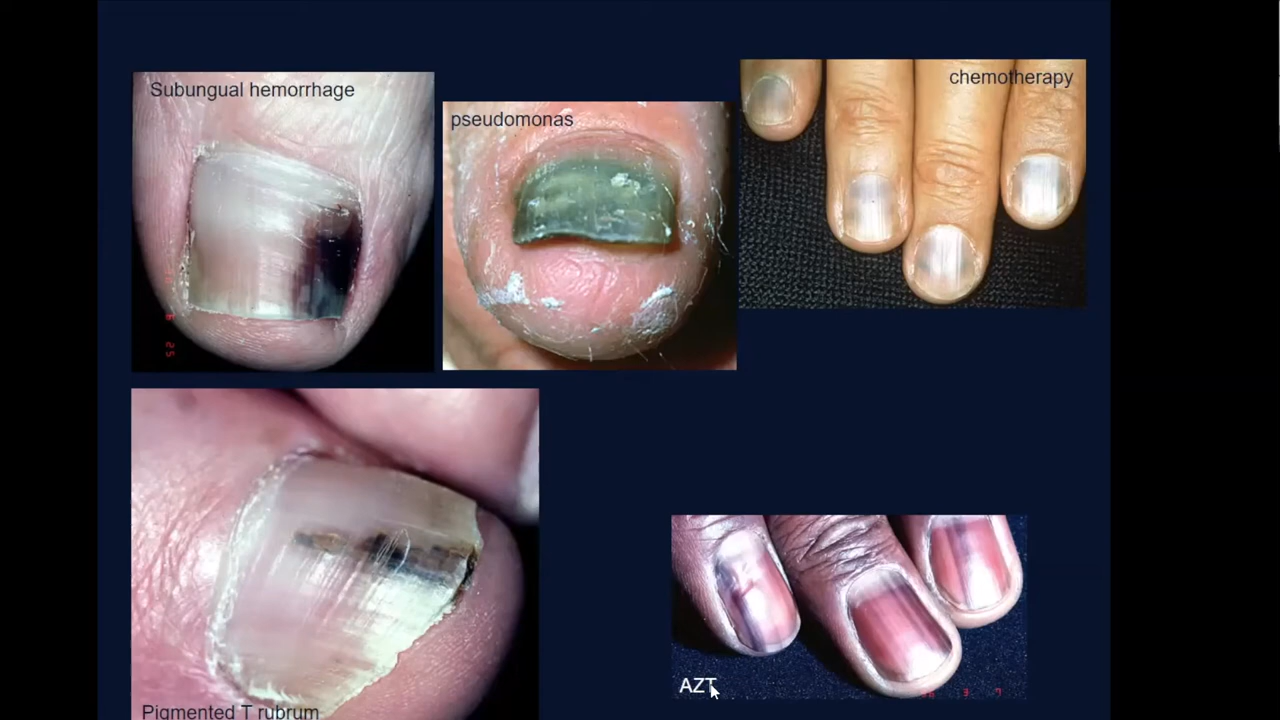 Subungual hemorrhage
pseudomonas
chemotherapy
Pigmented T rubrum
AZT